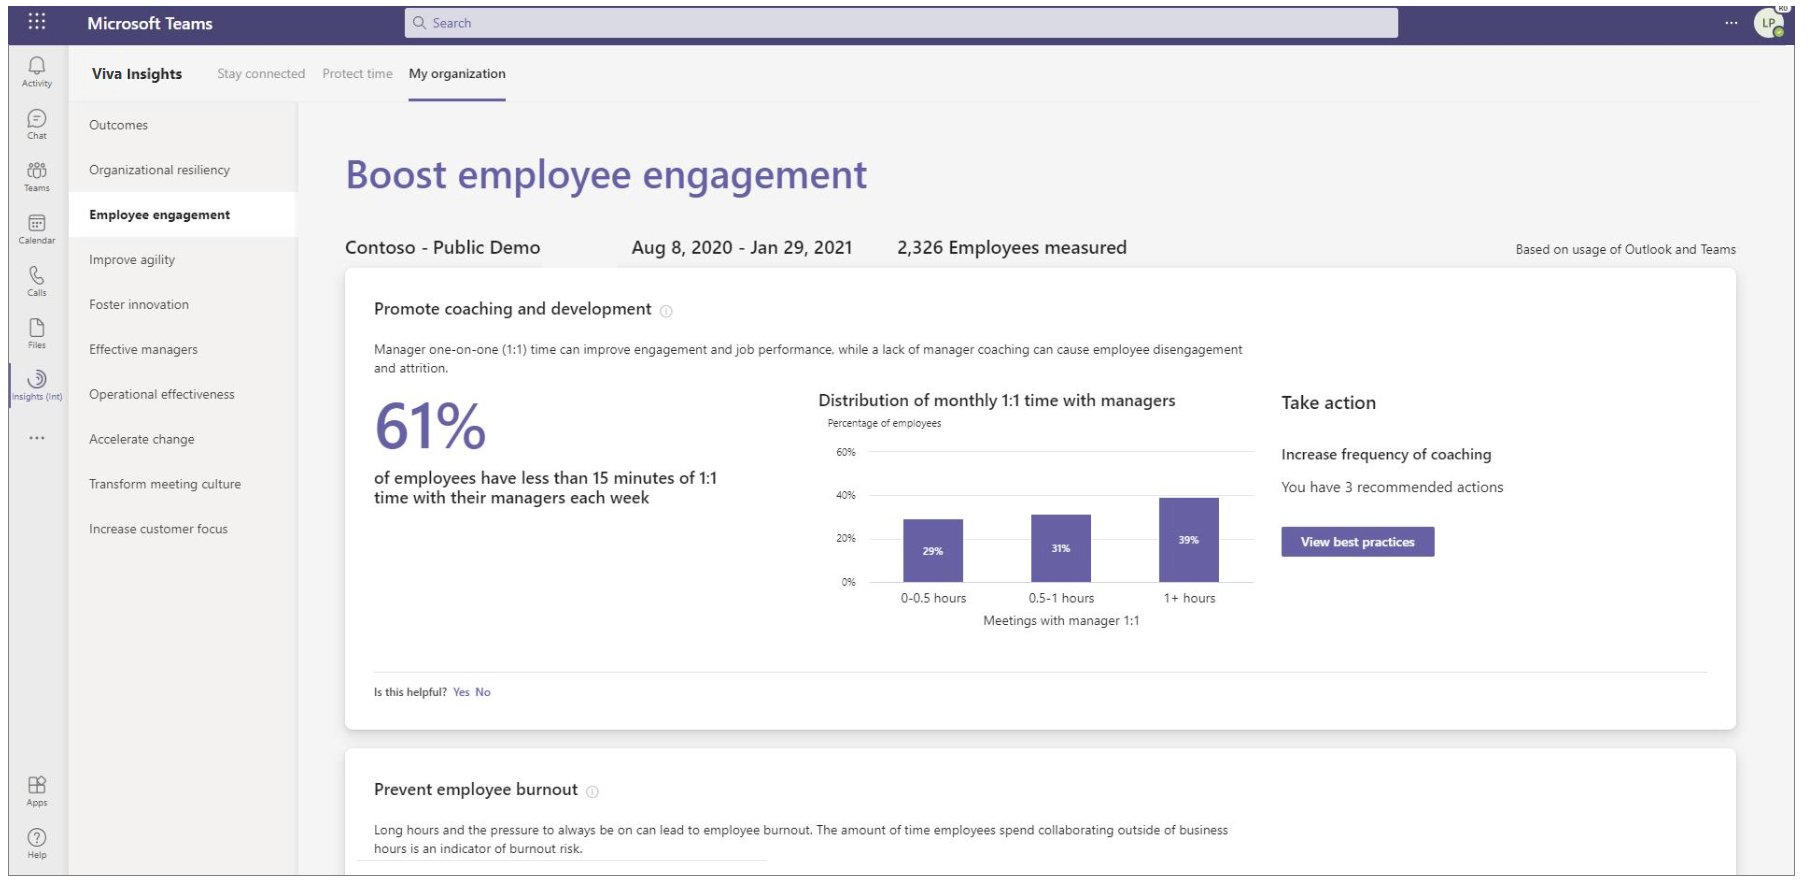 Microsoft Teams
Search
LP
RU
Activity
Chat
Teams
Calendar
Calls
Files
Insights (Int)
Apps
Help
Viva Insights
Stay connected
Protect time
My organization
Outcomes
Organizational resiliency
Employee engagement
Improve agility
Foster innovation
Effective managers
Operational effectiveness
Accelerate change
Transform meeting culture
Increase customer focus
Boost employee engagement
Contoso - Public Demo
Aug 8, 2020 - Jan 29, 2021
2,326 Employees measured
Based on usage of Outlook and Teams
Promote coaching and development
Manager one-on-one (1:1) time can improve engagement and job performance, while a lack of manager coaching can cause employee disengagement
and attrition.
61%
of employees have less than 15 minutes of 1:1
time with their managers each week
Distribution of monthly 1:1 time with managers
Percentage of employees
60%
40%
20%
0%
29%
31%
39%
0-0.5 hours
0.5-1 hours
1+ hours
Meetings with manager 1:1
Take action
Increase frequency of coaching
You have 3 recommended actions
View best practices
Is this helpful? Yes No
Prevent employee burnout
Long hours and the pressure to always be on can lead to employee burnout. The amount of time employees spend collaborating outside of business
hours is an indicator of burnout risk.